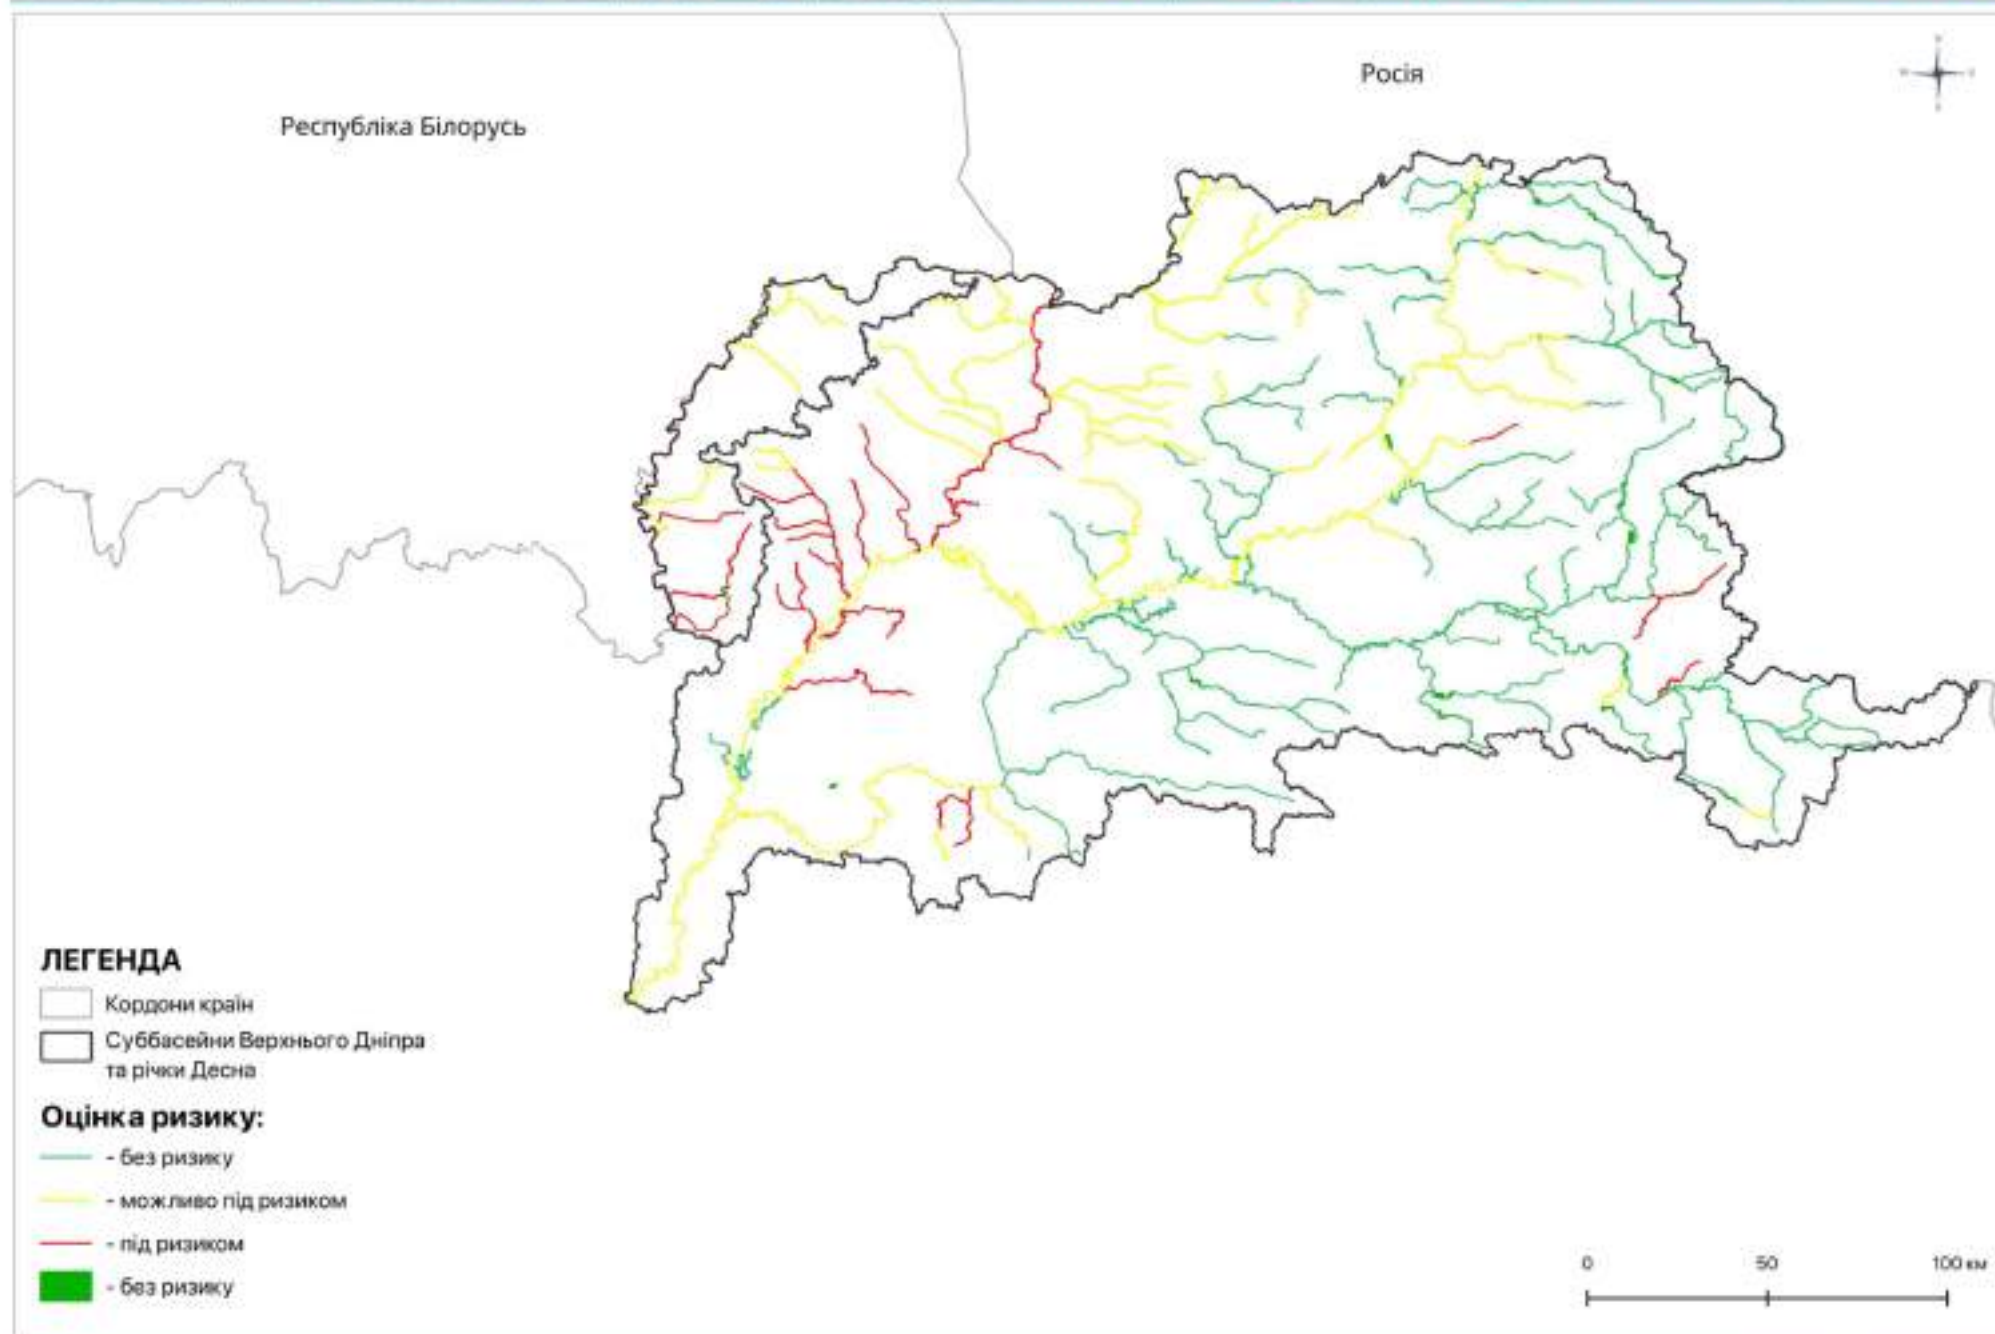 Росія
Республіка Білорусь
ЛЕГЕНДА
Кордони країн
Суббасейни Верхнього Дніпра
та річки Десна
Оцінка ризику:
- без ризику
- можливо під ризиком
- під ризиком
- без ризику
0 50 100 км